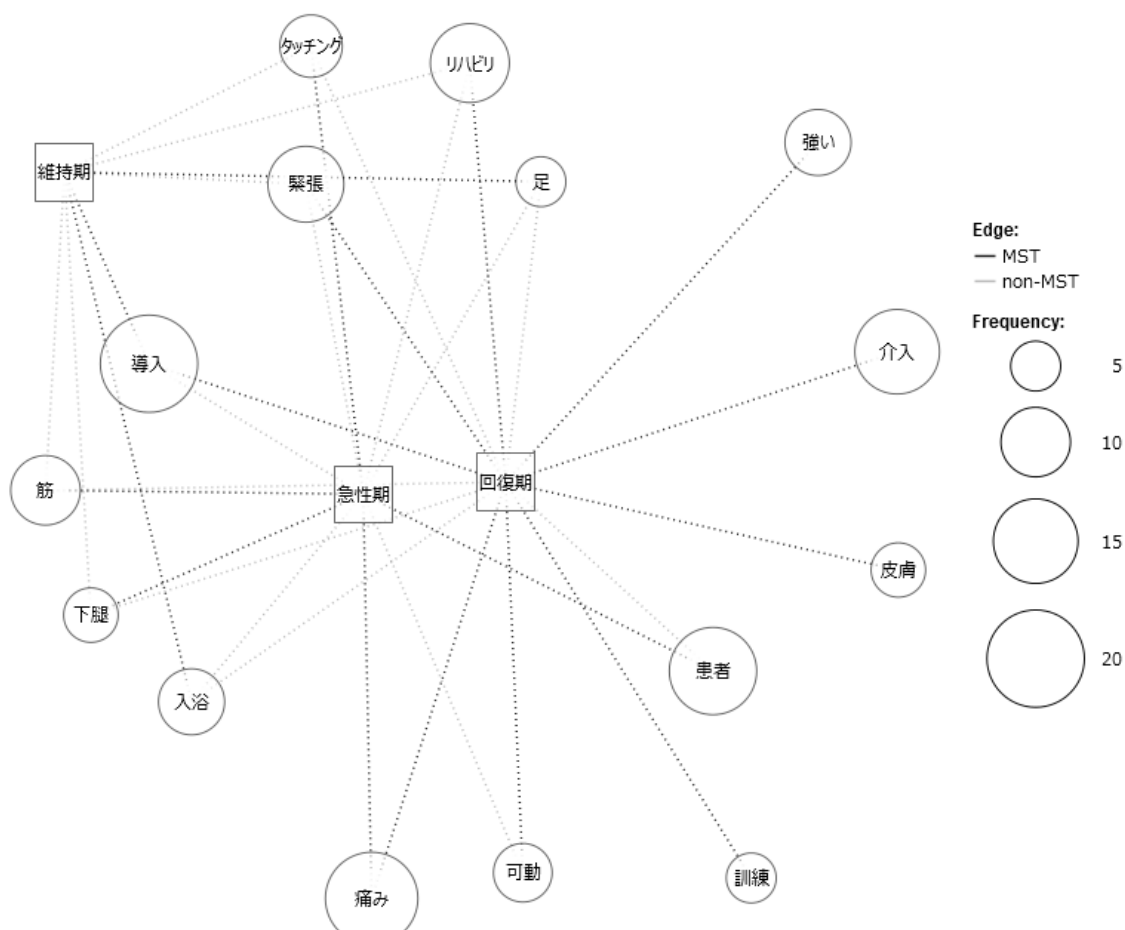 タッチング
リハビリ
強い
維持期
緊張
足
Edge:
MST
non-MST
Frequency:
5
10
15
20
導入
介入
筋
急性期
回復期
皮膚
下腿
入浴
患者
痛み
可動
訓練